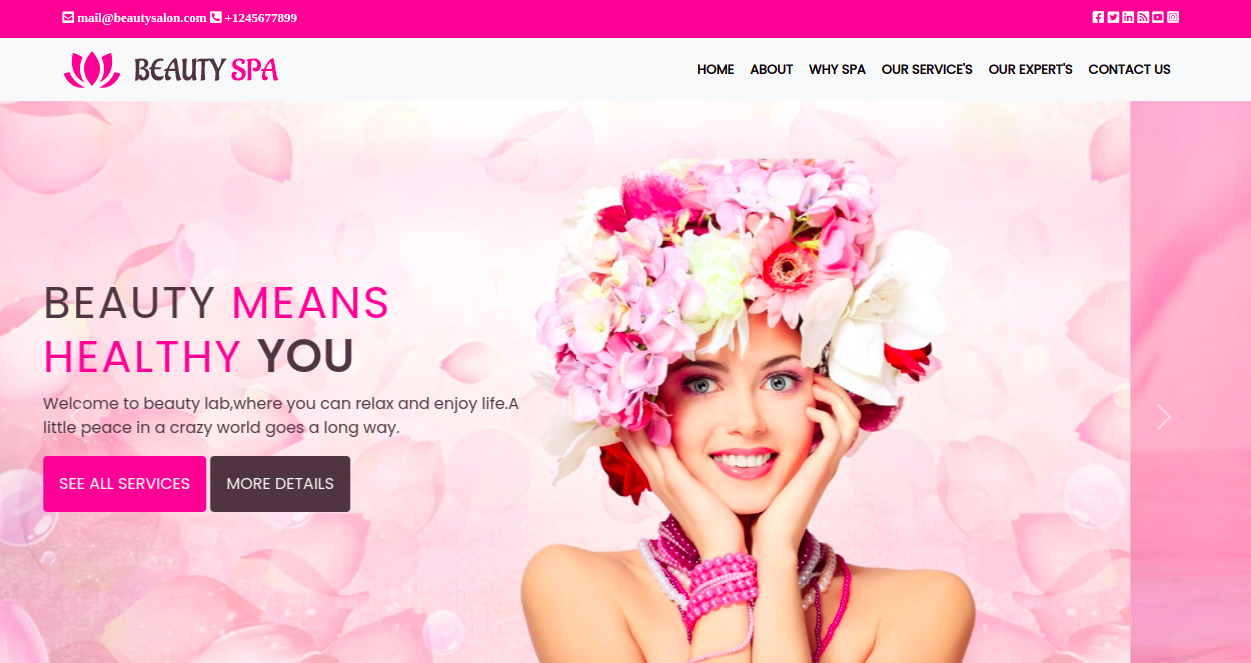 mail@beautysalon.com +1245677899
BEAUTY SPA
HOME ABOUT WHY SPA OUR SERVICE'S OUR EXPERT'S CONTACT US
BEAUTY MEANS
HEALTHY YOU
Welcome to beauty lab,where you can relax and enjoy life.A
little peace in a crazy world goes a long way.
SEE ALL SERVICES MORE DETAILS